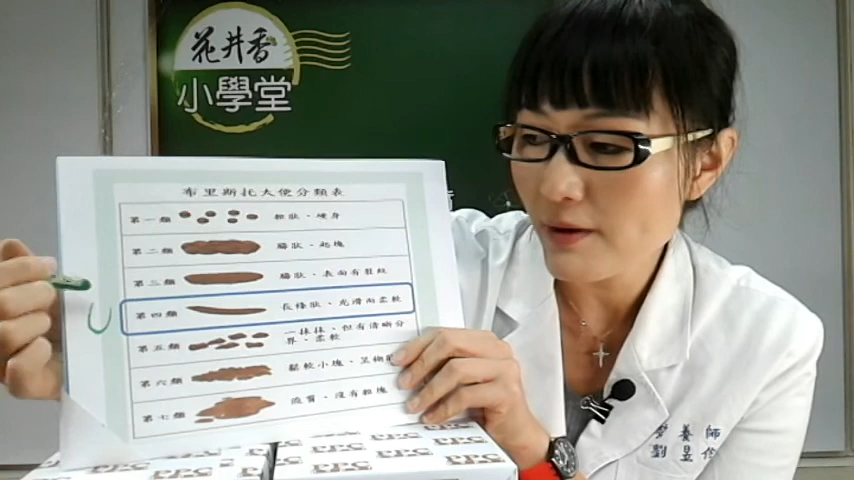 花井香
小學堂
布里斯托大便分類表
第一類 顆狀、硬身
第二類 腸狀、起塊
第三類 腸狀、表面有裂紋
第四類 長條狀、光滑而柔軟
第五類 一抹抹、但有清晰分
界、柔軟
第六類 鬆軟小塊、呈糊
第七類 流質、沒有粗塊
養師
劉昱